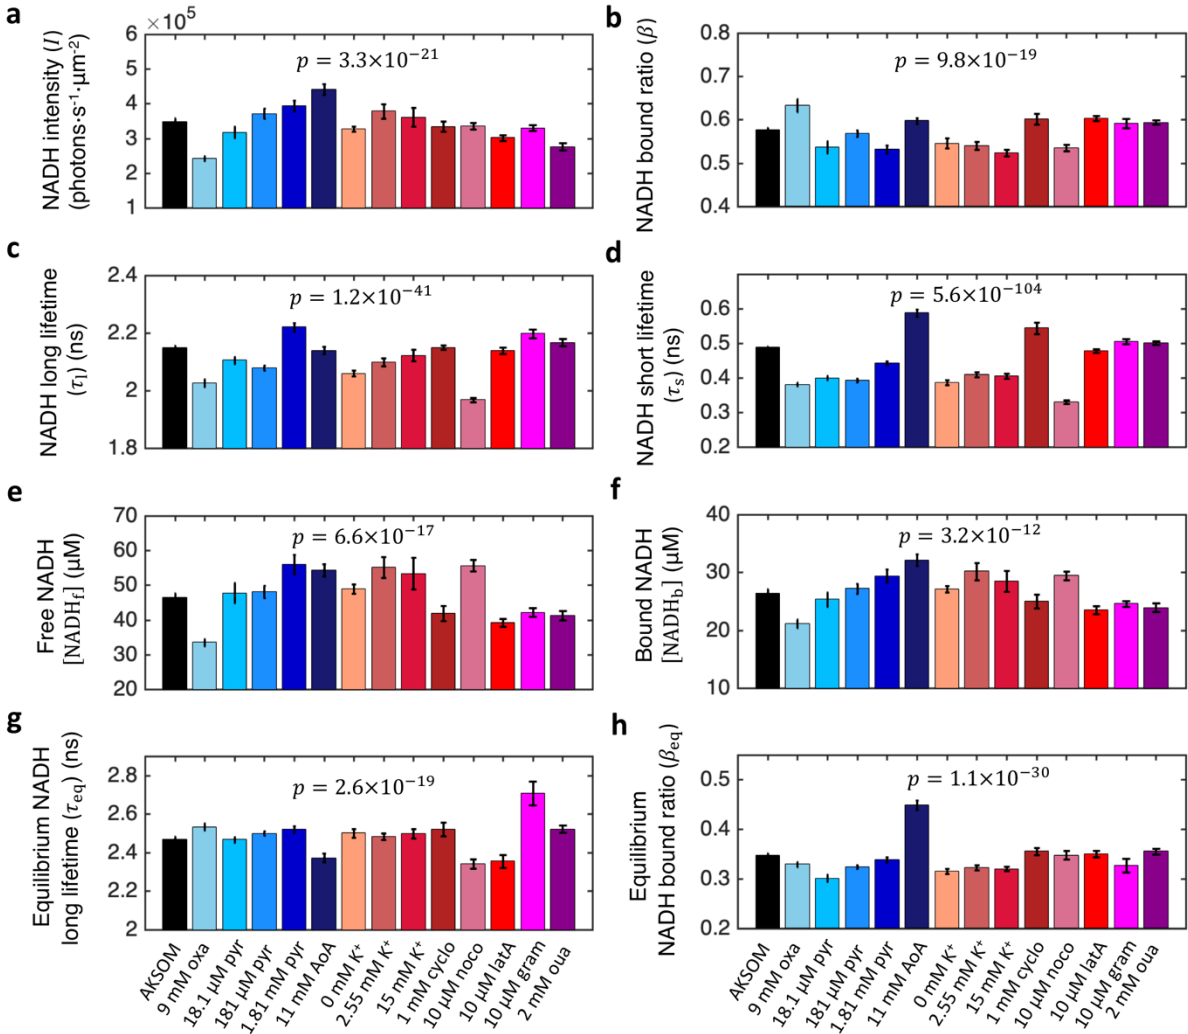 a
×10⁵
NADH intensity (I)
(photons·s⁻¹·μm⁻²)
6
5
4
3
2
1
p = 3.3×10⁻²¹
b
NADH bound ratio (β)
0.8
0.7
0.6
0.5
0.4
p = 9.8×10⁻¹⁹
c
NADH long lifetime
(τₗ) (ns)
2.4
2.2
2
1.8
p = 1.2×10⁻⁴¹
d
NADH short lifetime
(τₛ) (ns)
0.6
0.5
0.4
0.3
0.2
p = 5.6×10⁻¹⁰⁴
e
Free NADH
[NADH_f] (μM)
70
60
50
40
30
20
p = 6.6×10⁻¹⁷
f
Bound NADH
[NADH_b] (μM)
40
30
20
10
p = 3.2×10⁻¹²
g
Equilibrium NADH
long lifetime (τ_eq) (ns)
2.8
2.6
2.4
2.2
2
p = 2.6×10⁻¹⁹
AKSOM
9 mM oxa
18.1 μM pyr
181 μM pyr
1.81 mM pyr
11 mM AoA
0 mM K⁺
2.55 mM K⁺
15 mM K⁺
1 mM cyclo
10 μM noco
10 μM latA
10 μM gram
2 mM oua
h
Equilibrium
NADH bound ratio (β_eq)
0.5
0.4
0.3
0.2
p = 1.1×10⁻³⁰
AKSOM
9 mM oxa
18.1 μM pyr
181 μM pyr
1.81 mM pyr
11 mM AoA
0 mM K⁺
2.55 mM K⁺
15 mM K⁺
1 mM cyclo
10 μM noco
10 μM latA
10 μM gram
2 mM oua